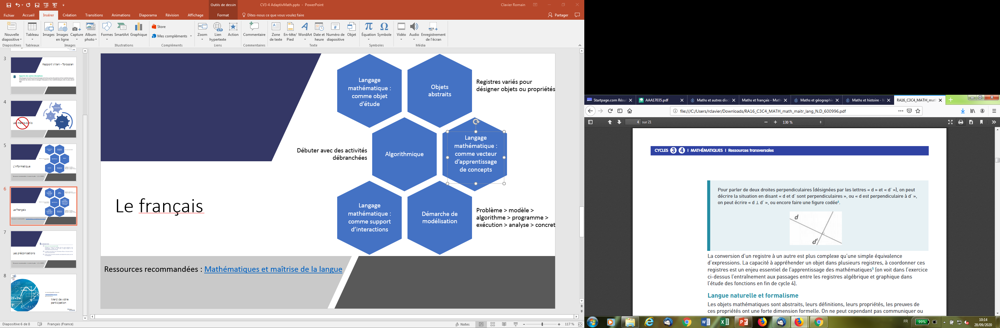 Outils de dessin
CV3-4 AdaptivMath.pptx - PowerPoint
Clavier Romain
Fichier Accueil Insérer Création Transitions Animations Diaporama Révision Affichage Format Dites-nous ce que vous voulez faire
Partager
Nouvelle diapositive
Tableau
Images
Images en ligne
Capture
Album photo
Formes
SmartArt
Graphique
Store
Mes compléments
Zoom
Lien hypertexte
Action
Commentaire
Zone de texte
En-tête/ Pied
WordArt
Date et heure
Numéro de diapositive
Objet
Équation
Symbole
Vidéo
Audio
Enregistrement de l'écran
Diapositives Tableaux Images Illustrations Compléments Liens Commentaires Texte Symboles Média
3
Rapport Villani - Torossian
8
Apports des autres disciplines
4
Les maths-outils
5
L'informatique
6
Le français
7
Les préconisations
8
Merci de votre
participation
Langage
mathématique :
comme objet
d'étude
Objets
abstraits
Registres variés pour
désigner objets ou propriétés
Débuter avec des activités
débranchées
Algorithmique
Langage
mathématique :
comme vecteur
d'apprentissage
de concepts
Le français
Langage
mathématique :
comme support
d'interactions
Démarche de
modélisation
Problème > modèle >
algorithme > programme >
exécution > analyse > concret
Ressources recommandées : Mathématiques et maîtrise de la langue
Diapositive 6 de 8 Français (France)
Notes
117 %
Startpage.com Résu
AAA17035.pdf
Maths et autres disc
Maths et français - Math
Maths et géographie
Maths et histoire - M
RA16_C3C4_MATH_math
file:///C:/Users/rclavier/Downloads/RA16_C3C4_MATH_math_maitr_lang_N.D_600996.pdf
4 sur 21
130 %
CYCLES 3 4 I MATHÉMATIQUES I Ressources transversales
Pour parler de deux droites perpendiculaires (désignées par les lettres « d » et « d' »), on peut
décrire la situation en disant « d et d' sont perpendiculaires », ou « d est perpendiculaire à d' »,
on peut écrire « d ⊥ d' », ou encore faire une figure codée⁴.
d
d'
La conversion d'un registre à un autre est plus complexe qu'une simple équivalence
d'expressions. La capacité à appréhender un objet dans plusieurs registres, à coordonner ces
registres est un enjeu essentiel de l'apprentissage des mathématiques⁵ (on voit dans l'exercice
ci-dessus l'entraînement aux passages entre les registres algébrique et graphique dans
l'étude des fonctions en fin de cycle 4).
Langue naturelle et formalisme
Les objets mathématiques sont abstraits, leurs définitions, leurs propriétés, les preuves de
ces propriétés ont une forte dimension formelle. On ne peut cependant pas communiquer ou
FR
99%
10:14
28/09/2020